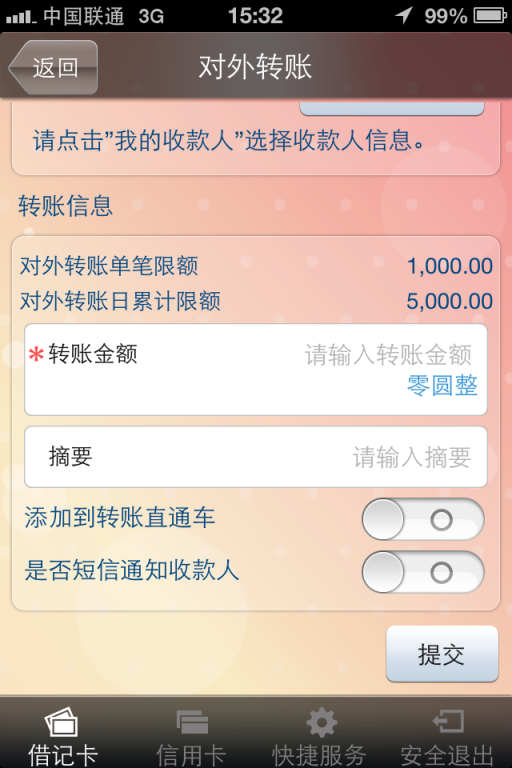 中国联通 3G 15:32 99%
返回 对外转账
请点击”我的收款人”选择收款人信息。
转账信息
对外转账单笔限额 1,000.00
对外转账日累计限额 5,000.00
*转账金额 请输入转账金额
零圆整
摘要 请输入摘要
添加到转账直通车
是否短信通知收款人
提交
借记卡 信用卡 快捷服务 安全退出